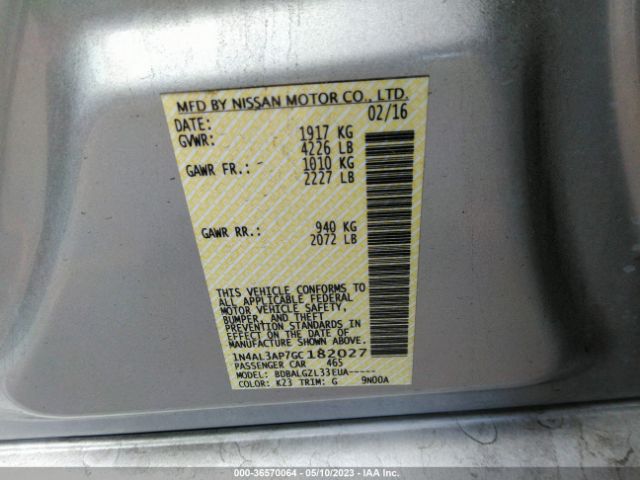 MFD BY NISSAN MOTOR CO., LTD.
DATE: 02/16
GVWR: 1917 KG
4226 LB
GAWR FR.: 1010 KG
2227 LB
GAWR RR.: 940 KG
2072 LB
THIS VEHICLE CONFORMS TO
ALL APPLICABLE FEDERAL
MOTOR VEHICLE SAFETY,
BUMPER, AND THEFT
PREVENTION STANDARDS IN
EFFECT ON THE DATE OF
MANUFACTURE SHOWN ABOVE.
1N4AL3AP7GC182027
PASSENGER CAR 465
MODEL: BDBALGZL33EUA-----
COLOR: K23 TRIM: G 9N00A
000-36570064 - 05/10/2023 - IAA Inc.